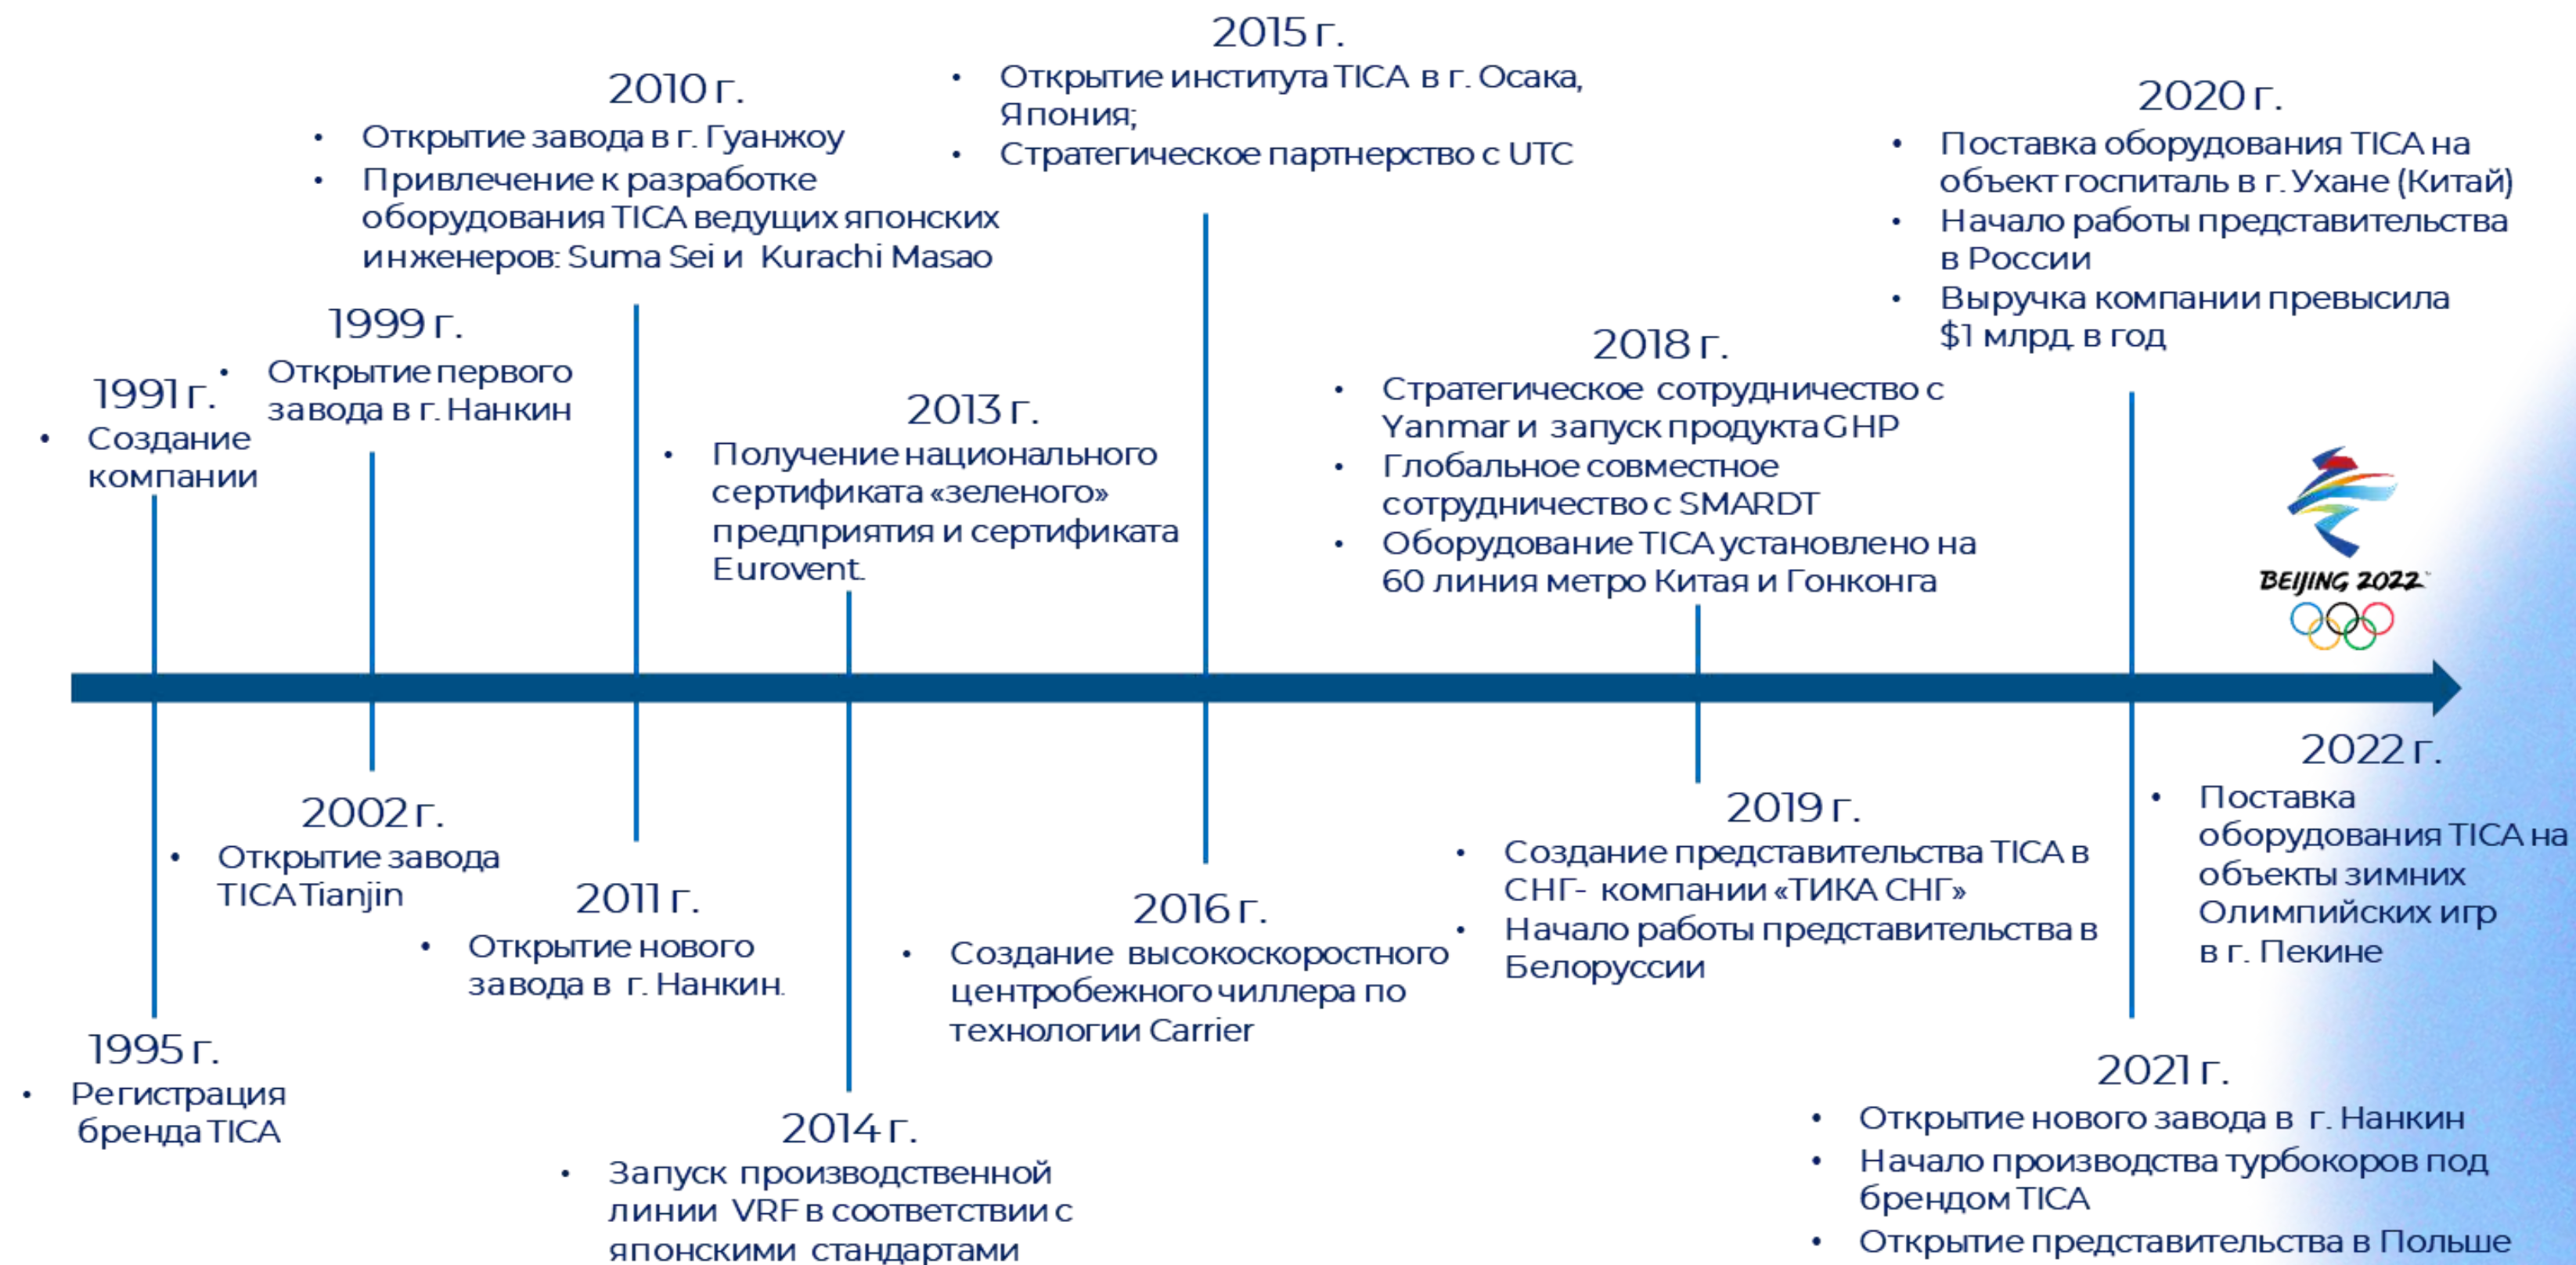 1991 г.
• Создание
компании
1995 г.
• Регистрация
бренда TICA
1999 г.
• Открытие первого
завода в г. Нанкин
2002 г.
• Открытие завода
TICA Tianjin
2010 г.
• Открытие завода в г. Гуанжоу
• Привлечение к разработке
оборудования TICA ведущих японских
инженеров: Suma Sei и Kurachi Masao
2011 г.
• Открытие нового
завода в г. Нанкин.
2013 г.
• Получение национального
сертификата «зеленого»
предприятия и сертификата
Eurovent.
2014 г.
• Запуск производственной
линии VRF в соответствии с
японскими стандартами
2015 г.
• Открытие института TICA в г. Осака,
Япония;
• Стратегическое партнерство с UTC
2016 г.
• Создание высокоскоростного
центробежного чиллера по
технологии Carrier
2018 г.
• Стратегическое сотрудничество с
Yanmar и запуск продукта GHP
• Глобальное совместное
сотрудничество с SMARDT
• Оборудование TICA установлено на
60 линия метро Китая и Гонконга
2019 г.
• Создание представительства TICA в
СНГ- компании «ТИКА СНГ»
• Начало работы представительства в
Белоруссии
2020 г.
• Поставка оборудования TICA на
объект госпиталь в г. Ухане (Китай)
• Начало работы представительства
в России
• Выручка компании превысила
$1 млрд. в год
2021 г.
• Открытие нового завода в г. Нанкин
• Начало производства турбокоров под
брендом TICA
• Открытие представительства в Польше
BEIJING 2022
2022 г.
• Поставка
оборудования TICA на
объекты зимних
Олимпийских игр
в г. Пекине